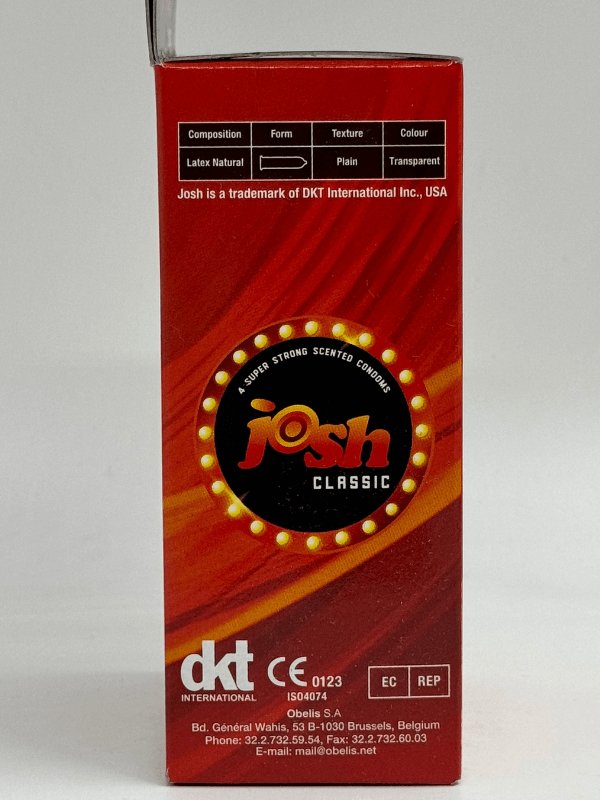 Composition Form Texture Colour
Latex Natural Plain Transparent
Josh is a trademark of DKT International Inc., USA
4 SUPER STRONG SCENTED CONDOMS
josh
CLASSIC
dkt
INTERNATIONAL
CE 0123
ISO4074
EC REP
Obelis S.A
Bd. Général Wahis, 53 B-1030 Brussels, Belgium
Phone: 32.2.732.59.54, Fax: 32.2.732.60.03
E-mail: mail@obelis.net